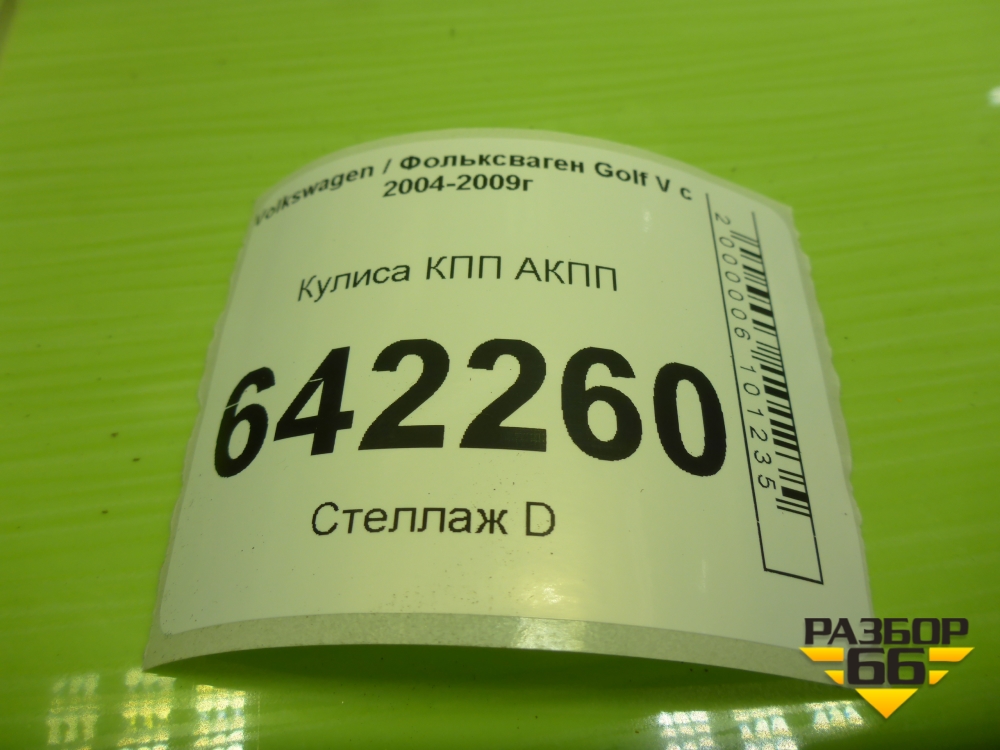 Volkswagen / Фольксваген Golf V с
2004-2009г
Кулиса КПП АКПП
642260
Стеллаж D
2000006101235
РАЗБОР
66